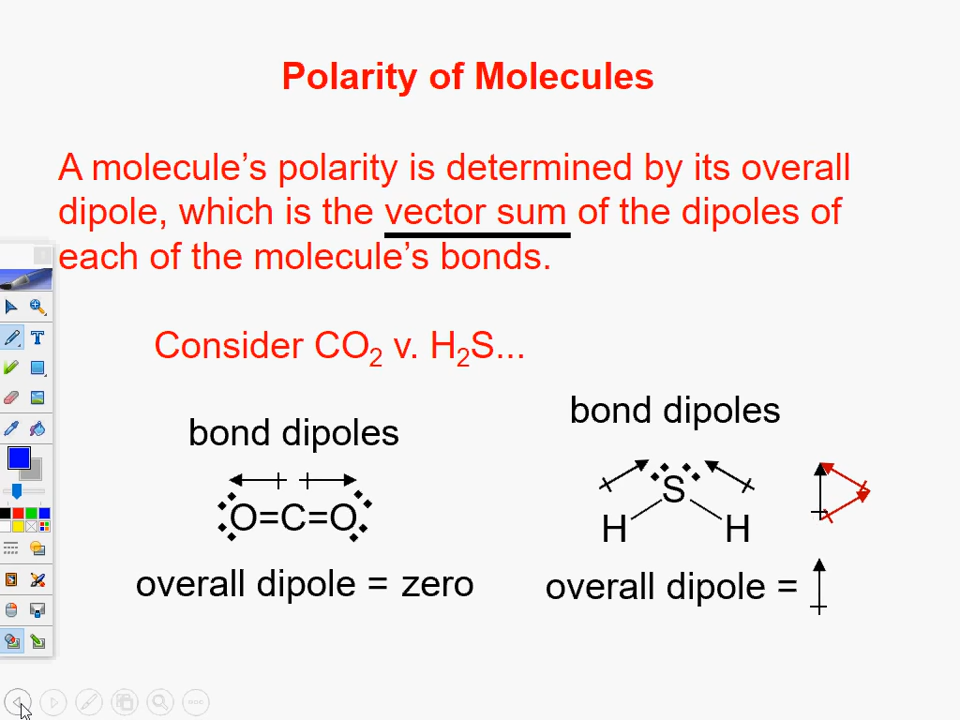 Polarity of Molecules
A molecule’s polarity is determined by its overall
dipole, which is the vector sum of the dipoles of
each of the molecule’s bonds.
Consider CO₂ v. H₂S...
bond dipoles
O=C=O
overall dipole = zero
bond dipoles
S
H H
overall dipole =